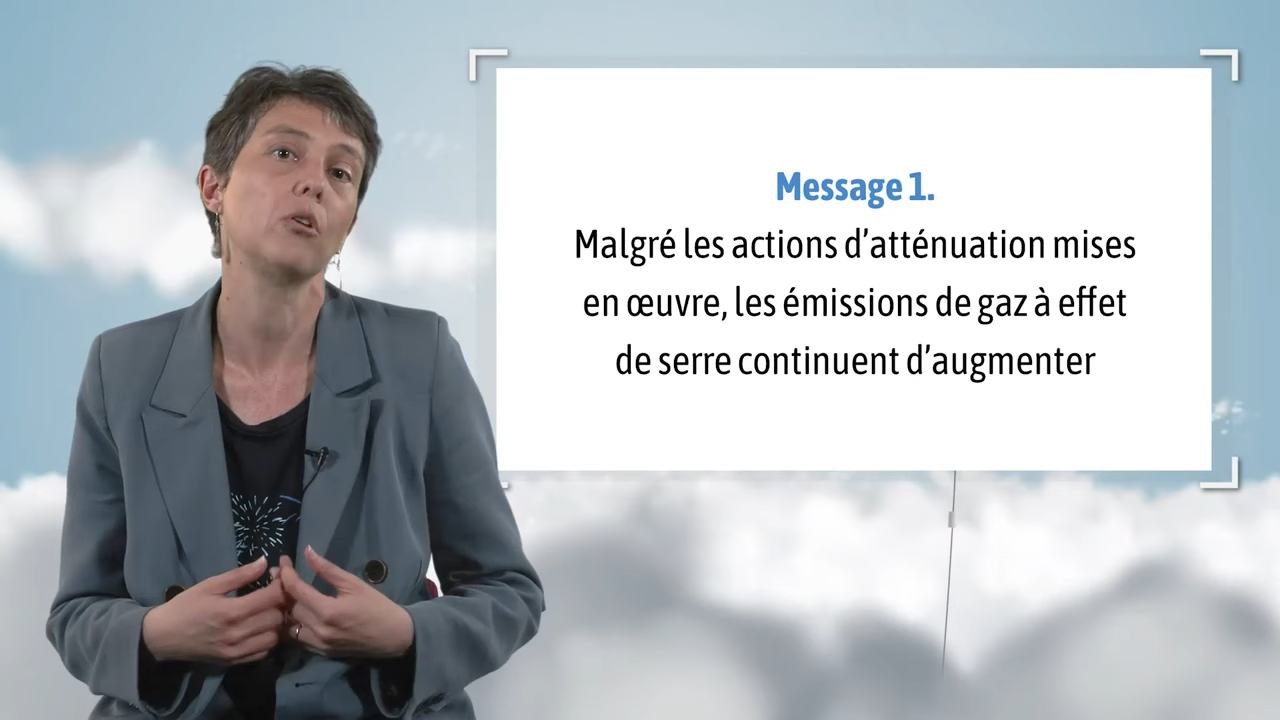 Message 1.
Malgré les actions d’atténuation mises
en œuvre, les émissions de gaz à effet
de serre continuent d’augmenter